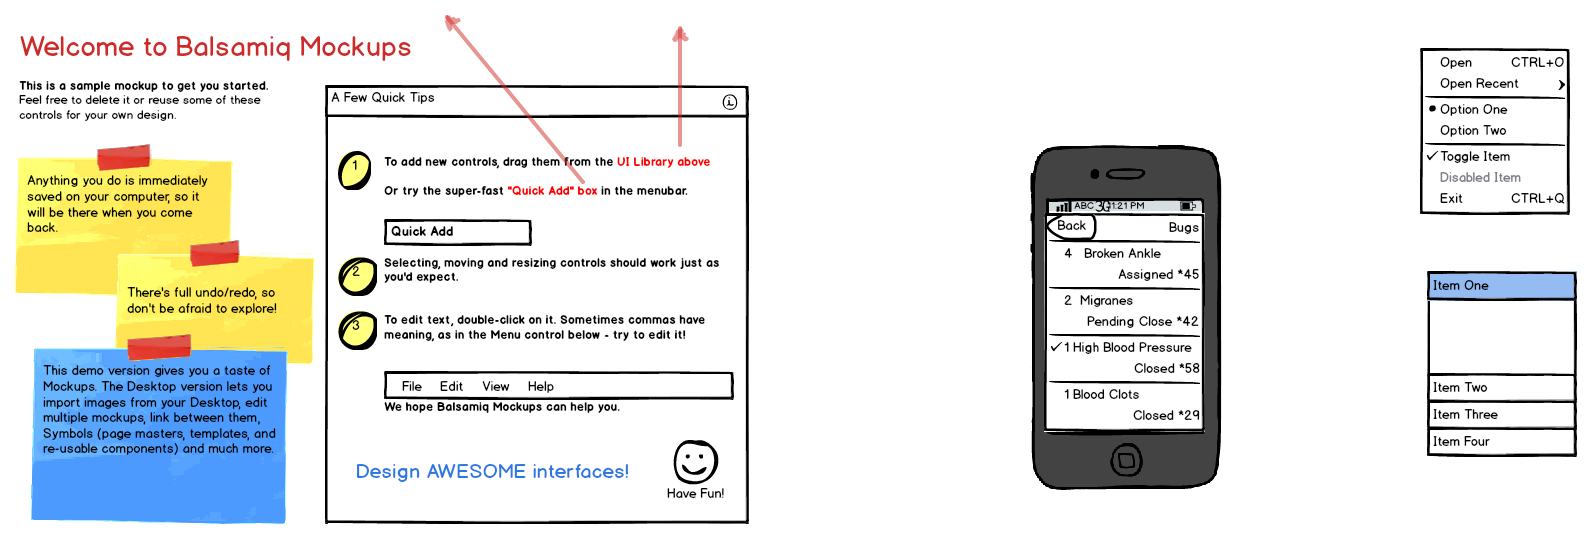 Welcome to Balsamiq Mockups
This is a sample mockup to get you started.
Feel free to delete it or reuse some of these
controls for your own design.
Anything you do is immediately
saved on your computer, so it
will be there when you come
back.
There's full undo/redo, so
don't be afraid to explore!
This demo version gives you a taste of
Mockups. The Desktop version lets you
import images from your Desktop, edit
multiple mockups, link between them,
Symbols (page masters, templates, and
re-usable components) and much more.
A Few Quick Tips
i
1
To add new controls, drag them from the UI Library above
Or try the super-fast "Quick Add" box in the menubar.
Quick Add
2
Selecting, moving and resizing controls should work just as
you'd expect.
3
To edit text, double-click on it. Sometimes commas have
meaning, as in the Menu control below - try to edit it!
File Edit View Help
We hope Balsamiq Mockups can help you.
Design AWESOME interfaces!
Have Fun!
ABC 3G 1:21 PM
Back Bugs
4 Broken Ankle
Assigned *45
2 Migranes
Pending Close *42
1 High Blood Pressure
Closed *58
1 Blood Clots
Closed *29
Open CTRL+O
Open Recent
Option One
Option Two
Toggle Item
Disabled Item
Exit CTRL+Q
Item One
Item Two
Item Three
Item Four